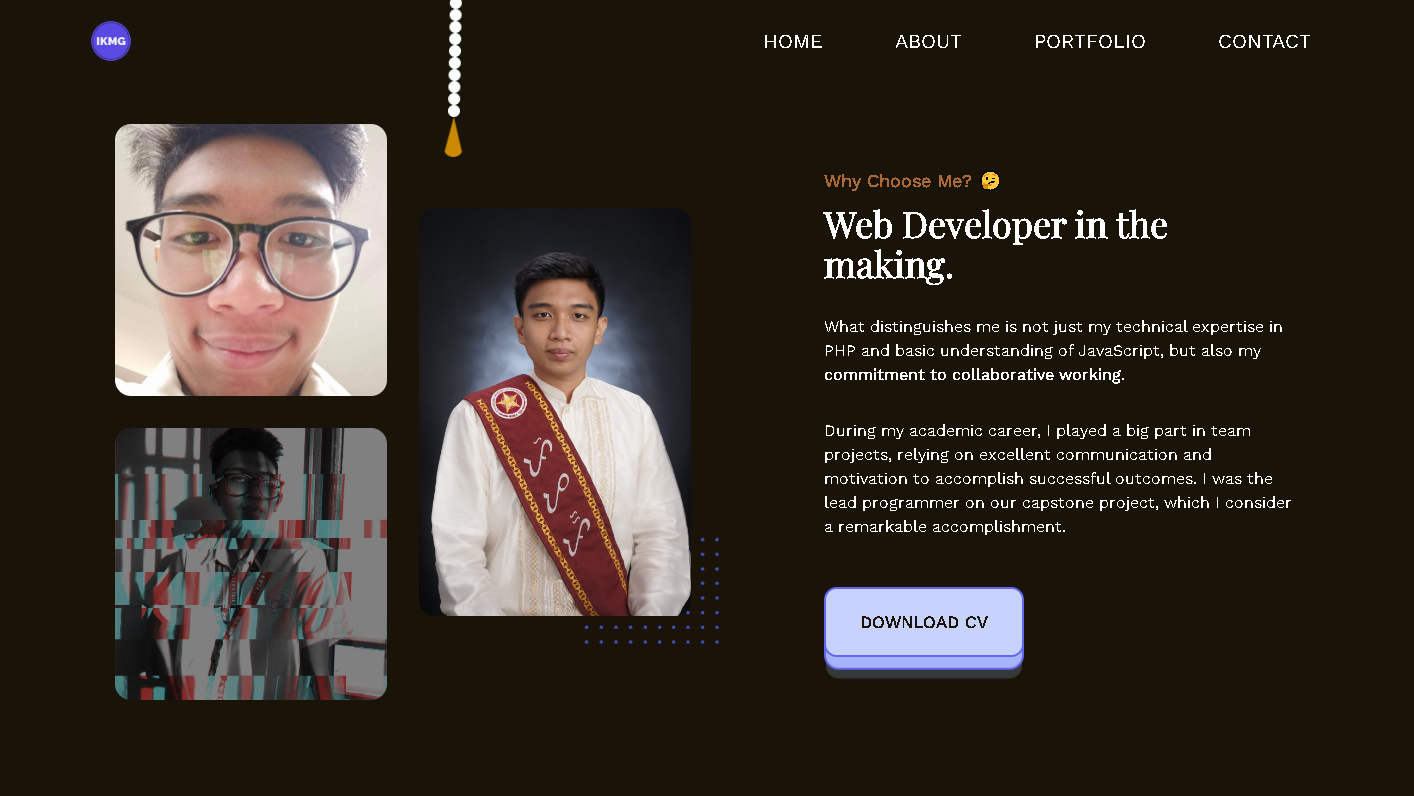 IKMG
HOME ABOUT PORTFOLIO CONTACT
Why Choose Me? 🤔
Web Developer in the
making.
What distinguishes me is not just my technical expertise in
PHP and basic understanding of JavaScript, but also my
commitment to collaborative working.
During my academic career, I played a big part in team
projects, relying on excellent communication and
motivation to accomplish successful outcomes. I was the
lead programmer on our capstone project, which I consider
a remarkable accomplishment.
DOWNLOAD CV